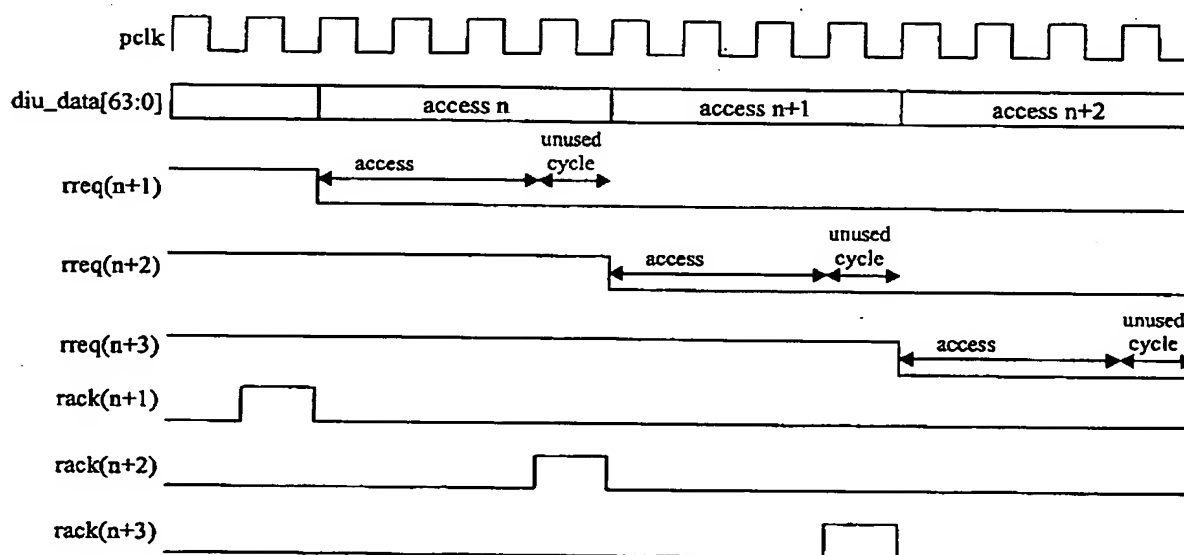 pclk
diu_data[63:0]
access n
access n+1
access n+2
rreq(n+1)
access
unused
cycle
rreq(n+2)
access
unused
cycle
rreq(n+3)
access
unused
cycle
rack(n+1)
rack(n+2)
rack(n+3)